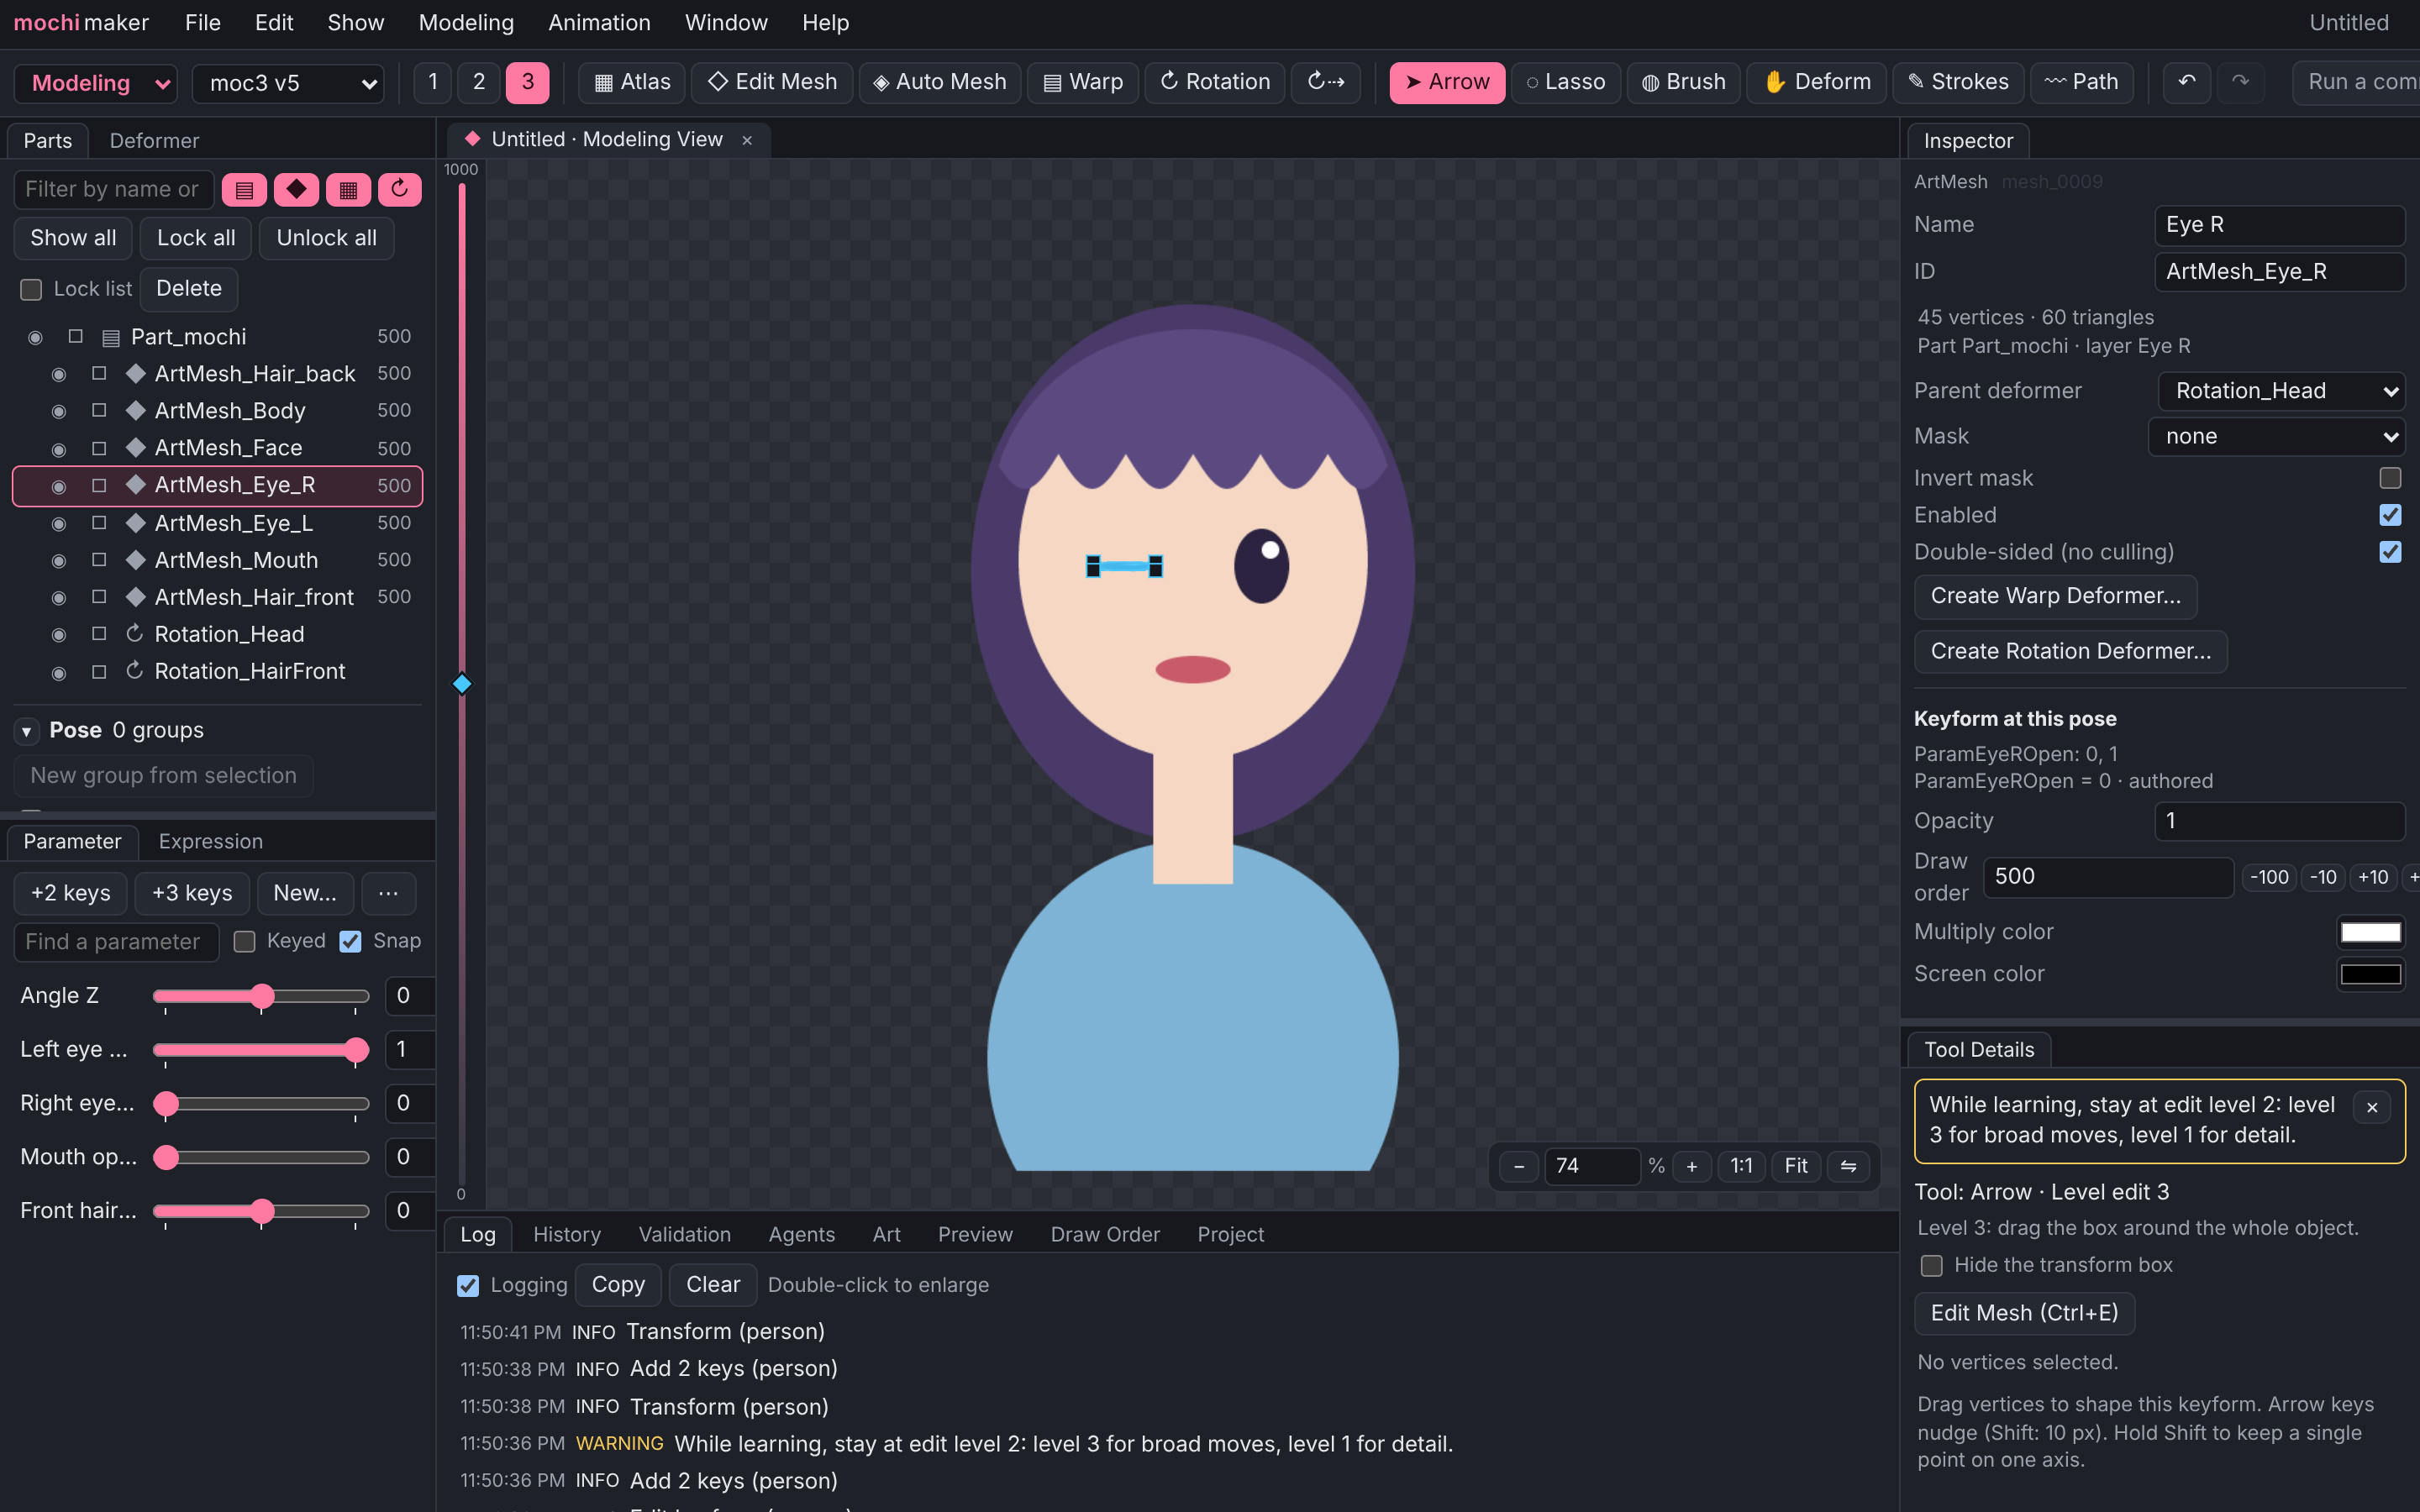 mochi maker File Edit Show Modeling Animation Window Help Untitled
Modeling moc3 v5 1 2 3 Atlas Edit Mesh Auto Mesh Warp Rotation Arrow Lasso Brush Deform Strokes Path Run a com
Parts Deformer
Filter by name or
Show all Lock all Unlock all
Lock list Delete
Part_mochi 500
ArtMesh_Hair_back 500
ArtMesh_Body 500
ArtMesh_Face 500
ArtMesh_Eye_R 500
ArtMesh_Eye_L 500
ArtMesh_Mouth 500
ArtMesh_Hair_front 500
Rotation_Head
Rotation_HairFront
Pose 0 groups
New group from selection
Parameter Expression
+2 keys +3 keys New... ...
Find a parameter Keyed Snap
Angle Z 0
Left eye ... 1
Right eye... 0
Mouth op... 0
Front hair... 0
Untitled · Modeling View ×
1000
0
− 74 % + 1:1 Fit ⇋
Log History Validation Agents Art Preview Draw Order Project
Logging Copy Clear Double-click to enlarge
11:50:41 PM INFO Transform (person)
11:50:38 PM INFO Add 2 keys (person)
11:50:38 PM INFO Transform (person)
11:50:36 PM WARNING While learning, stay at edit level 2: level 3 for broad moves, level 1 for detail.
11:50:36 PM INFO Add 2 keys (person)
Inspector
ArtMesh mesh_0009
Name Eye R
ID ArtMesh_Eye_R
45 vertices · 60 triangles
Part Part_mochi · layer Eye R
Parent deformer Rotation_Head
Mask none
Invert mask
Enabled
Double-sided (no culling)
Create Warp Deformer...
Create Rotation Deformer...
Keyform at this pose
ParamEyeROpen: 0, 1
ParamEyeROpen = 0 · authored
Opacity 1
Draw order 500 -100 -10 +10 +
Multiply color
Screen color
Tool Details
While learning, stay at edit level 2: level ×
3 for broad moves, level 1 for detail.
Tool: Arrow · Level edit 3
Level 3: drag the box around the whole object.
Hide the transform box
Edit Mesh (Ctrl+E)
No vertices selected.
Drag vertices to shape this keyform. Arrow keys
nudge (Shift: 10 px). Hold Shift to keep a single
point on one axis.